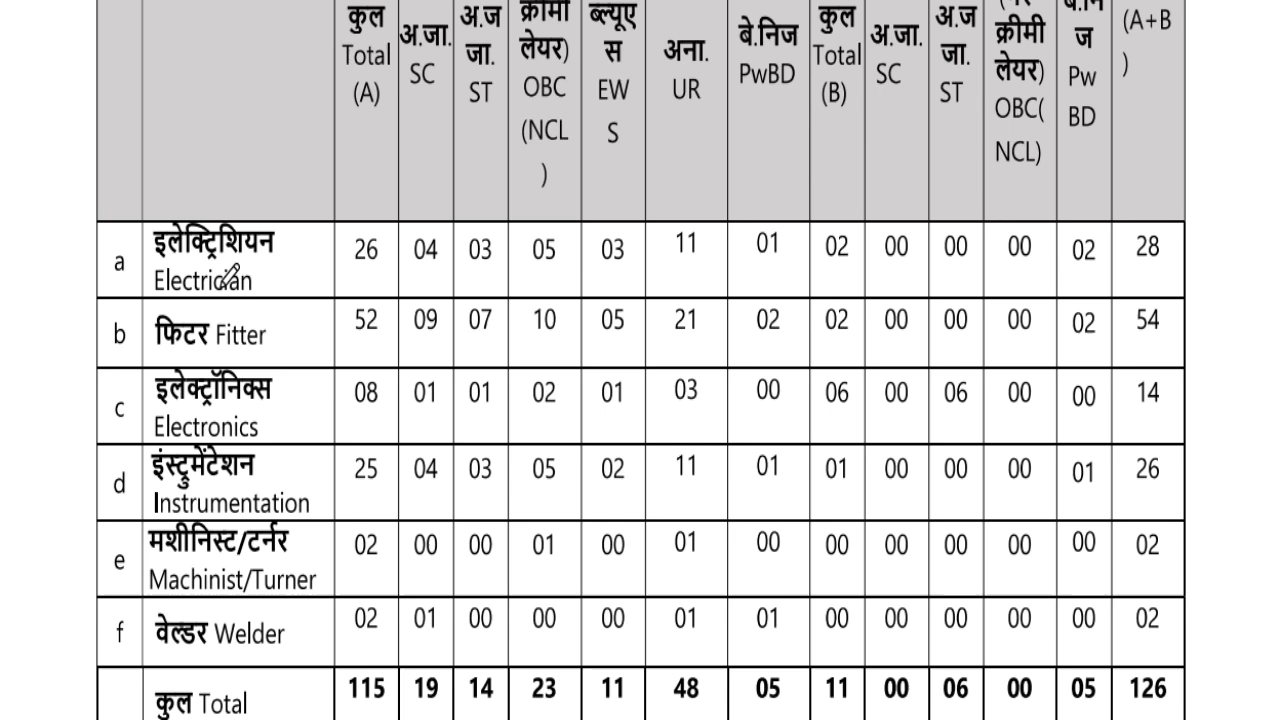 कुल Total (A) अ.जा. SC अ.ज जा. ST क्रीमी लेयर) OBC (NCL ) ब्ल्यूए स EW S अना. UR बे.निज PwBD कुल Total (B) अ.जा. SC अ.ज जा. ST क्रीमी लेयर) OBC( NCL) ज Pw BD (A+B )
a इलेक्ट्रिशियन Electrician 26 04 03 05 03 11 01 02 00 00 00 02 28
b फिटर Fitter 52 09 07 10 05 21 02 02 00 00 00 02 54
c इलेक्ट्रॉनिक्स Electronics 08 01 01 02 01 03 00 06 00 06 00 00 14
d इंस्ट्रुमेंटेशन Instrumentation 25 04 03 05 02 11 01 01 00 00 00 01 26
e मशीनिस्ट/टर्नर Machinist/Turner 02 00 00 01 00 01 00 00 00 00 00 00 02
f वेल्डर Welder 02 01 00 00 00 01 01 00 00 00 00 00 02
कुल Total 115 19 14 23 11 48 05 11 00 06 00 05 126